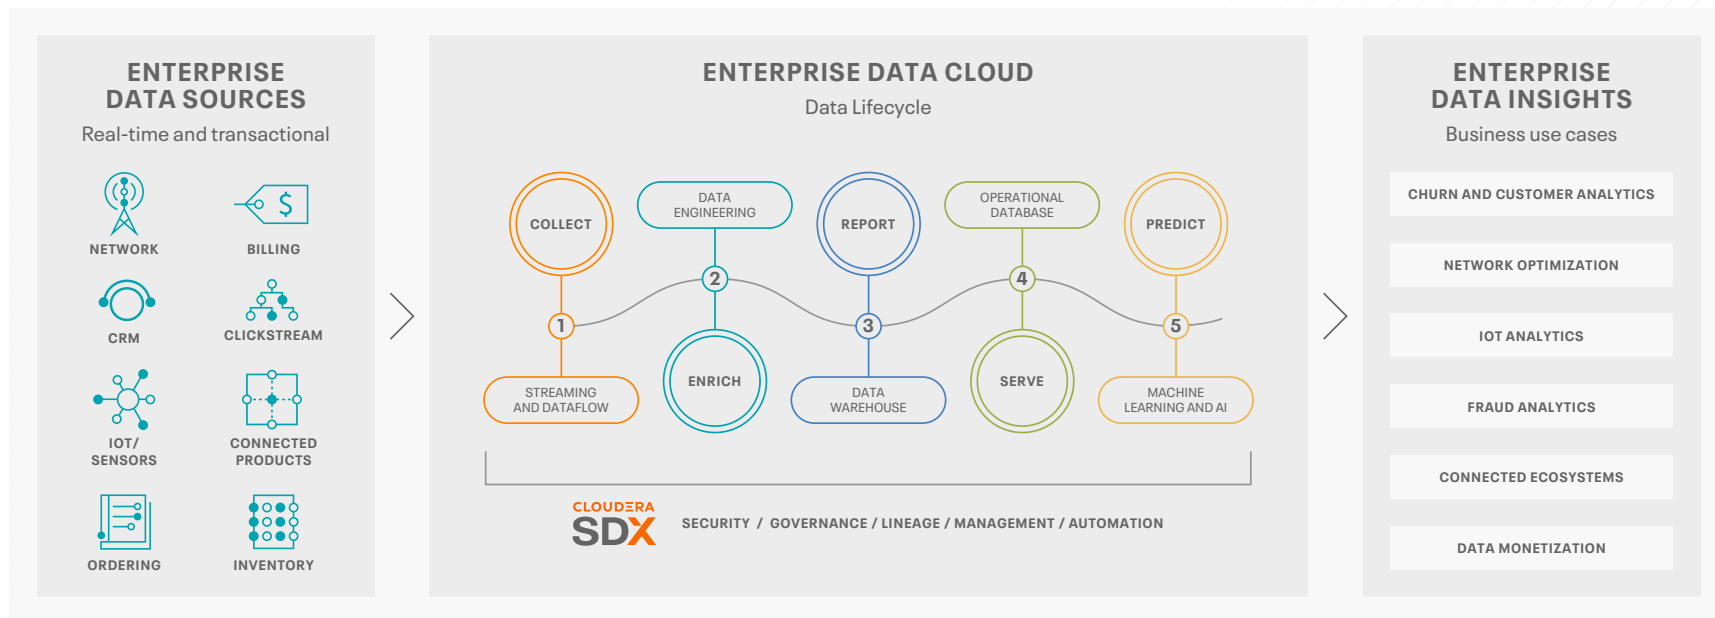 ENTERPRISE
DATA SOURCES
Real-time and transactional
NETWORK
BILLING
CRM
CLICKSTREAM
IOT/
SENSORS
CONNECTED
PRODUCTS
ORDERING
INVENTORY
ENTERPRISE DATA CLOUD
Data Lifecycle
COLLECT
1
STREAMING
AND DATAFLOW
DATA
ENGINEERING
2
ENRICH
REPORT
3
DATA
WAREHOUSE
OPERATIONAL
DATABASE
4
SERVE
PREDICT
5
MACHINE
LEARNING AND AI
CLOUDERA
SDX
SECURITY / GOVERNANCE / LINEAGE / MANAGEMENT / AUTOMATION
ENTERPRISE
DATA INSIGHTS
Business use cases
CHURN AND CUSTOMER ANALYTICS
NETWORK OPTIMIZATION
IOT ANALYTICS
FRAUD ANALYTICS
CONNECTED ECOSYSTEMS
DATA MONETIZATION